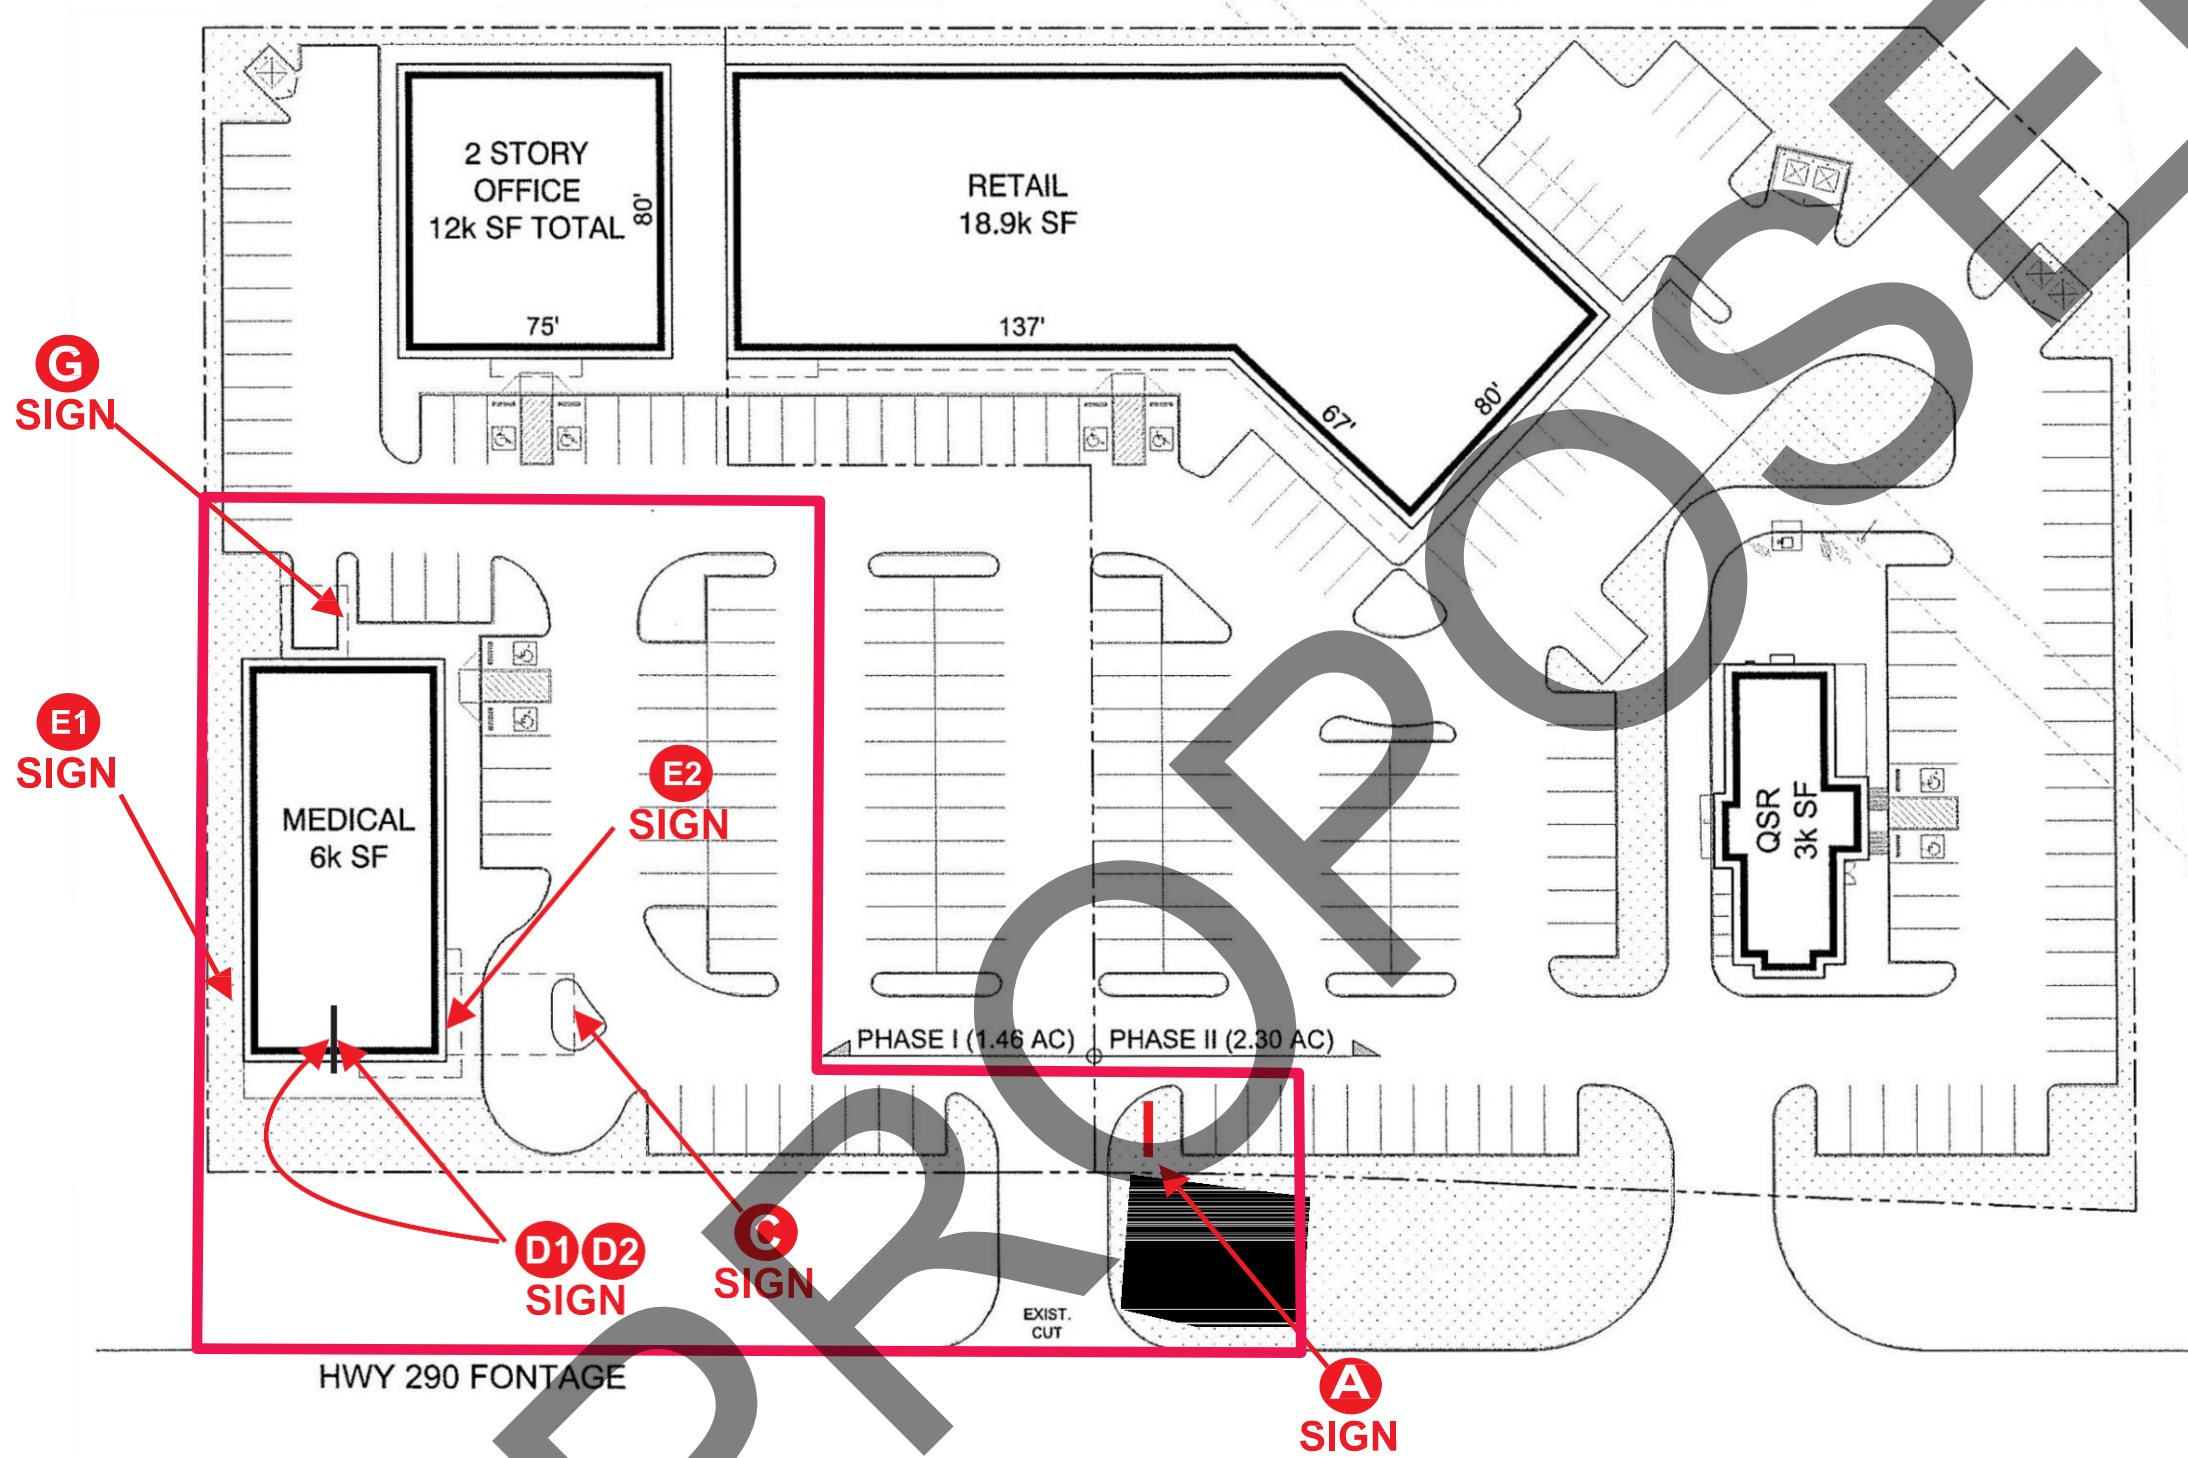 2 STORY
OFFICE
12k SF TOTAL
80'
75'
RETAIL
18.9k SF
137'
67'
80'
G
SIGN
E1
SIGN
E2
SIGN
MEDICAL
6k SF
QSR
3k SF
PHASE I (1.46 AC)
PHASE II (2.30 AC)
D1 D2
SIGN
C
SIGN
EXIST.
CUT
HWY 290 FONTAGE
A
SIGN
PROPOSE